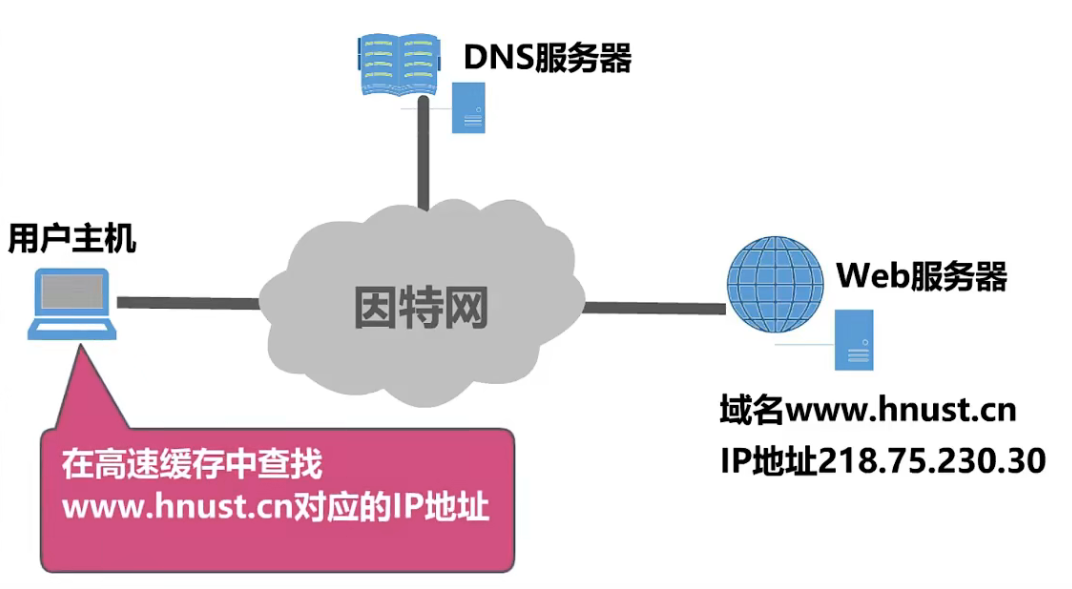 DNS服务器
用户主机
因特网
Web服务器
域名www.hnust.cn
IP地址218.75.230.30
在高速缓存中查找
www.hnust.cn对应的IP地址